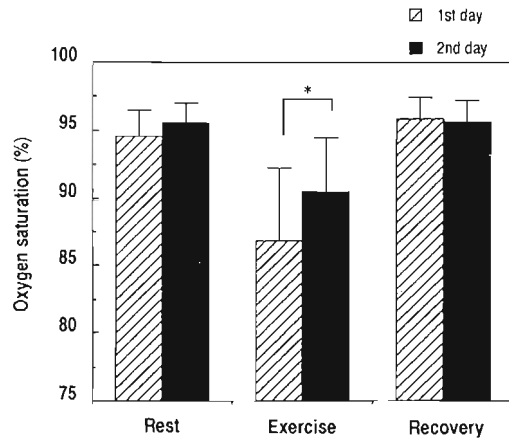 1st day
2nd day
100
95
90
85
80
75
Oxygen saturation (%)
*
Rest
Exercise
Recovery